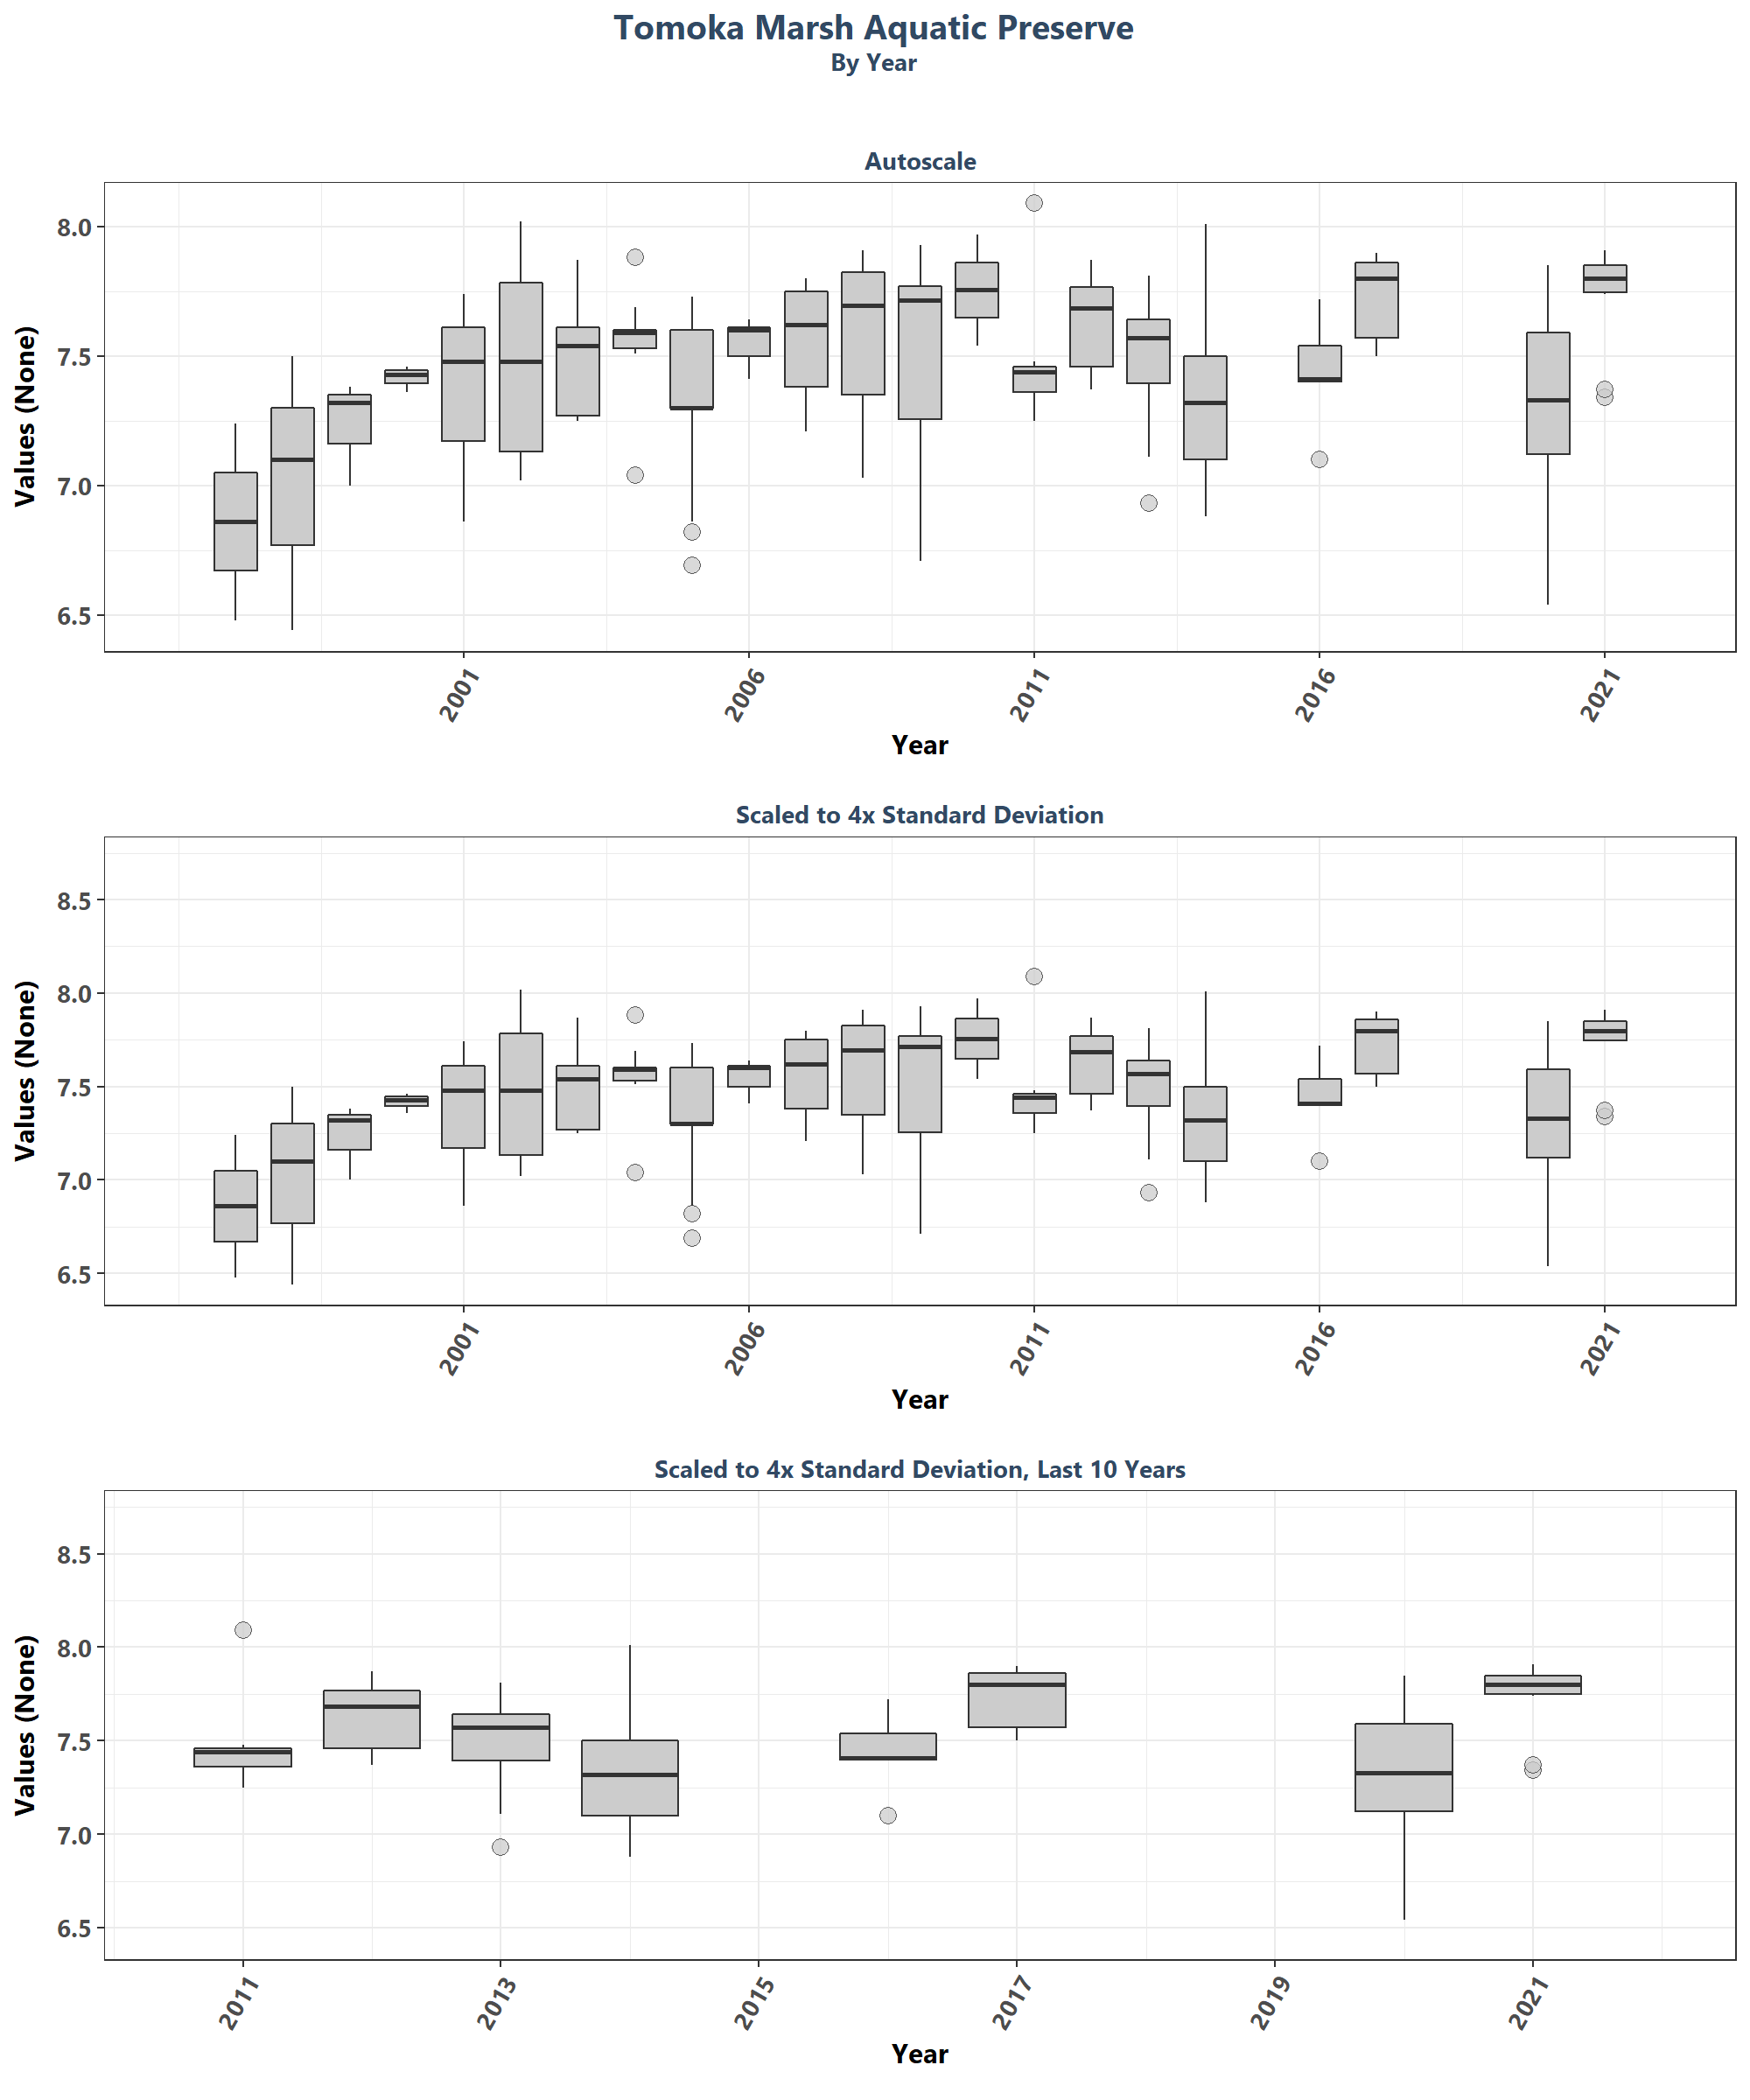 Tomoka Marsh Aquatic Preserve
By Year
Autoscale
Values (None)
8.0
7.5
7.0
6.5
2001 2006 2011 2016 2021
Year
Scaled to 4x Standard Deviation
Values (None)
8.5
8.0
7.5
7.0
6.5
2001 2006 2011 2016 2021
Year
Scaled to 4x Standard Deviation, Last 10 Years
Values (None)
8.5
8.0
7.5
7.0
6.5
2011 2013 2015 2017 2019 2021
Year